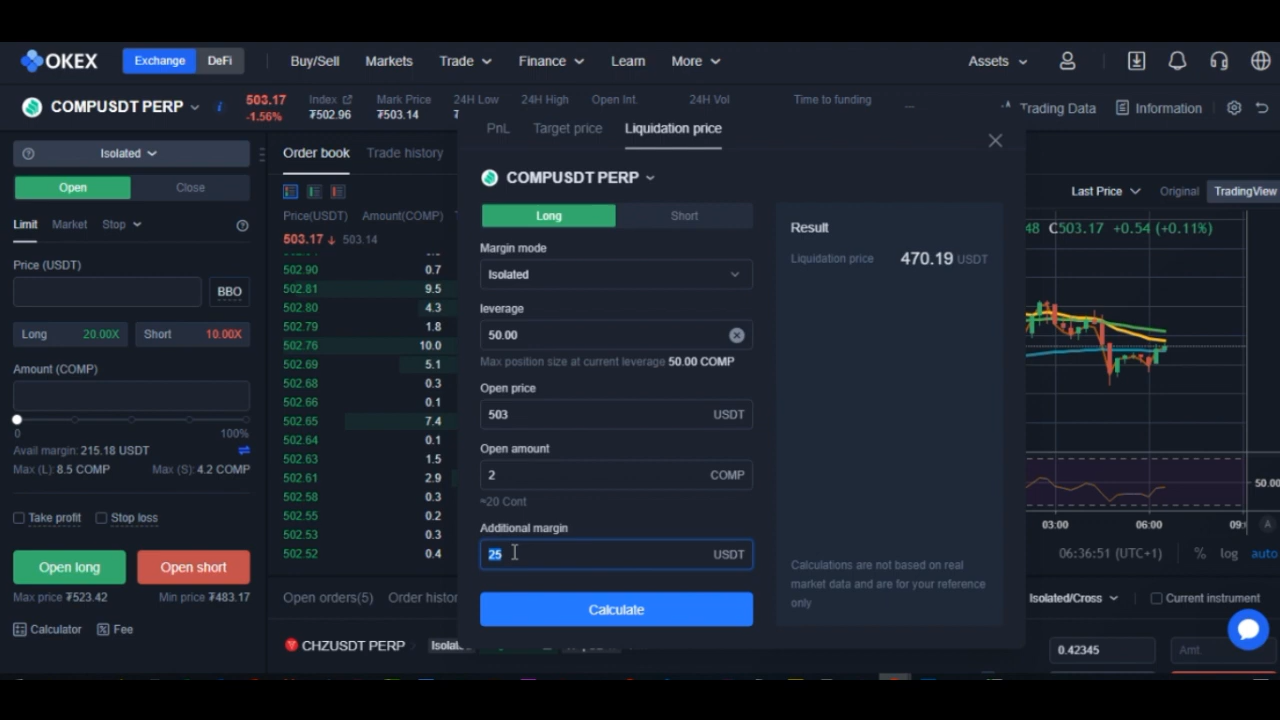 OKEX Exchange DeFi Buy/Sell Markets Trade Finance Learn More Assets
COMPUSDT PERP 503.17 Index Mark Price 24H Low 24H High Open Int. 24H Vol Time to funding Trading Data Information
-1.56% ₮502.96 ₮503.14
Isolated
Open Close
Limit Market Stop
Price (USDT)
BBO
Long 20.00X Short 10.00X
Amount (COMP)
0 100%
Avail margin: 215.18 USDT
Max (L): 8.5 COMP Max (S): 4.2 COMP
Take profit Stop loss
Open long Open short
Max price ₮523.42 Min price ₮483.17
Calculator Fee
Order book Trade history
Price(USDT) Amount(COMP)
503.17 ↓ 503.14
502.90 0.7
502.81 9.5
502.80 4.3
502.79 1.8
502.76 10.0
502.69 5.1
502.68 0.3
502.66 0.1
502.65 7.4
502.64 0.1
502.63 1.5
502.61 2.9
502.58 0.3
502.55 0.2
502.53 0.3
502.52 0.4
Open orders(5) Order histor
CHZUSDT PERP Isola
PnL Target price Liquidation price
COMPUSDT PERP
Long Short
Margin mode
Isolated
leverage
50.00
Max position size at current leverage 50.00 COMP
Open price
503 USDT
Open amount
2 COMP
≈20 Cont
Additional margin
25 USDT
Calculate
Result
Liquidation price 470.19 USDT
Calculations are not based on real
market data and are for your reference
only
Last Price Original TradingView
48 C503.17 +0.54 (+0.11%)
50.00
03:00 06:00 09:
06:36:51 (UTC+1) % log auto
Isolated/Cross Current instrument
0.42345 Amt.